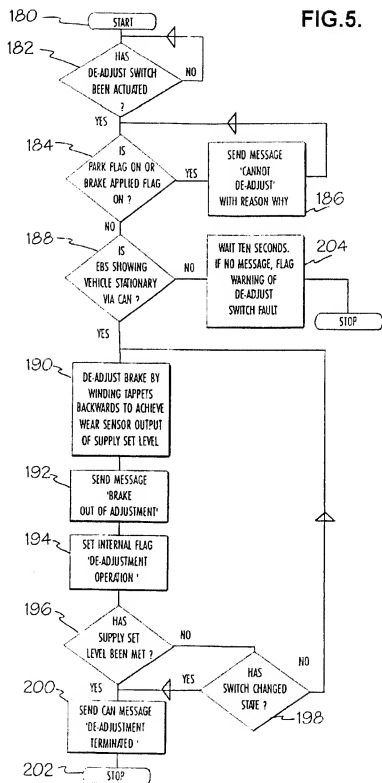 FIG.5.
180
START
182
HAS
DE-ADJUST SWITCH
BEEN ACTUATED
?
NO
YES
184
IS
PARK FLAG ON OR
BRAKE APPLIED FLAG
ON ?
YES
SEND MESSAGE
'CANNOT
DE-ADJUST'
WITH REASON WHY
186
NO
188
IS
EBS SHOWING
VEHICLE STATIONARY
VIA CAN ?
NO
WAIT TEN SECONDS.
IF NO MESSAGE, FLAG
WARNING OF
DE-ADJUST
SWITCH FAULT
204
STOP
YES
190
DE-ADJUST BRAKE BY
WINDING TAPPETS
BACKWARDS TO ACHIEVE
WEAR SENSOR OUTPUT
OF SUPPLY SET LEVEL
192
SEND MESSAGE
'BRAKE
OUT OF ADJUSTMENT'
194
SET INTERNAL FLAG
'DE-ADJUSTMENT
OPERATION '
196
HAS
SUPPLY SET
LEVEL BEEN MET ?
NO
YES
HAS
SWITCH CHANGED
STATE ?
YES
NO
198
200
SEND CAN MESSAGE
'DE-ADJUSTMENT
TERMINATED '
202
STOP